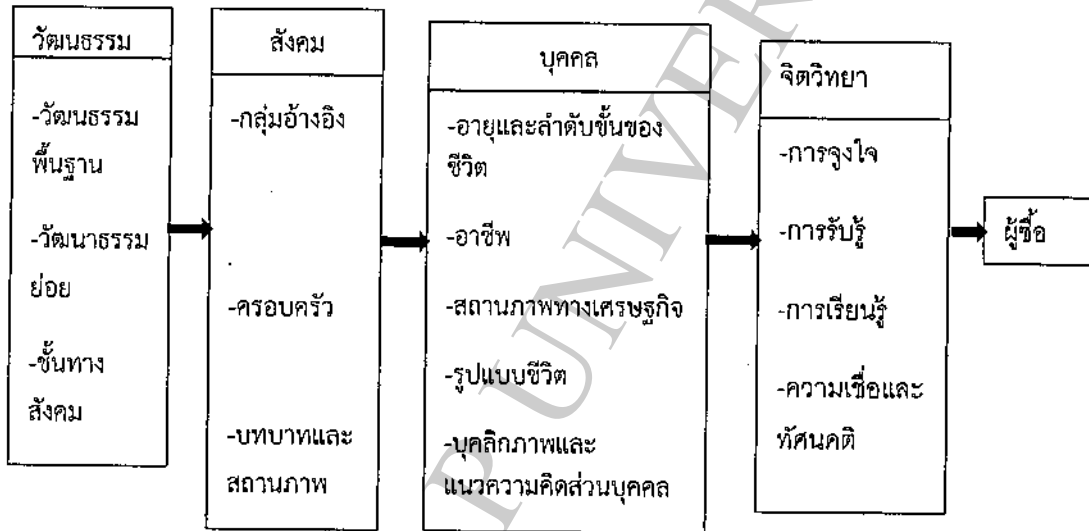 วัฒนธรรม
-วัฒนธรรม
พื้นฐาน
-วัฒนาธรรม
ย่อย
-ชั้นทาง
สังคม
สังคม
-กลุ่มอ้างอิง
-ครอบครัว
-บทบาทและ
สถานภาพ
บุคคล
-อายุและลำดับขั้นของ
ชีวิต
-อาชีพ
-สถานภาพทางเศรษฐกิจ
-รูปแบบชีวิต
-บุคลิกภาพและ
แนวความคิดส่วนบุคคล
จิตวิทยา
-การจูงใจ
-การรับรู้
-การเรียนรู้
-ความเชื่อและ
ทัศนคติ
ผู้ซื้อ
P UNIVER